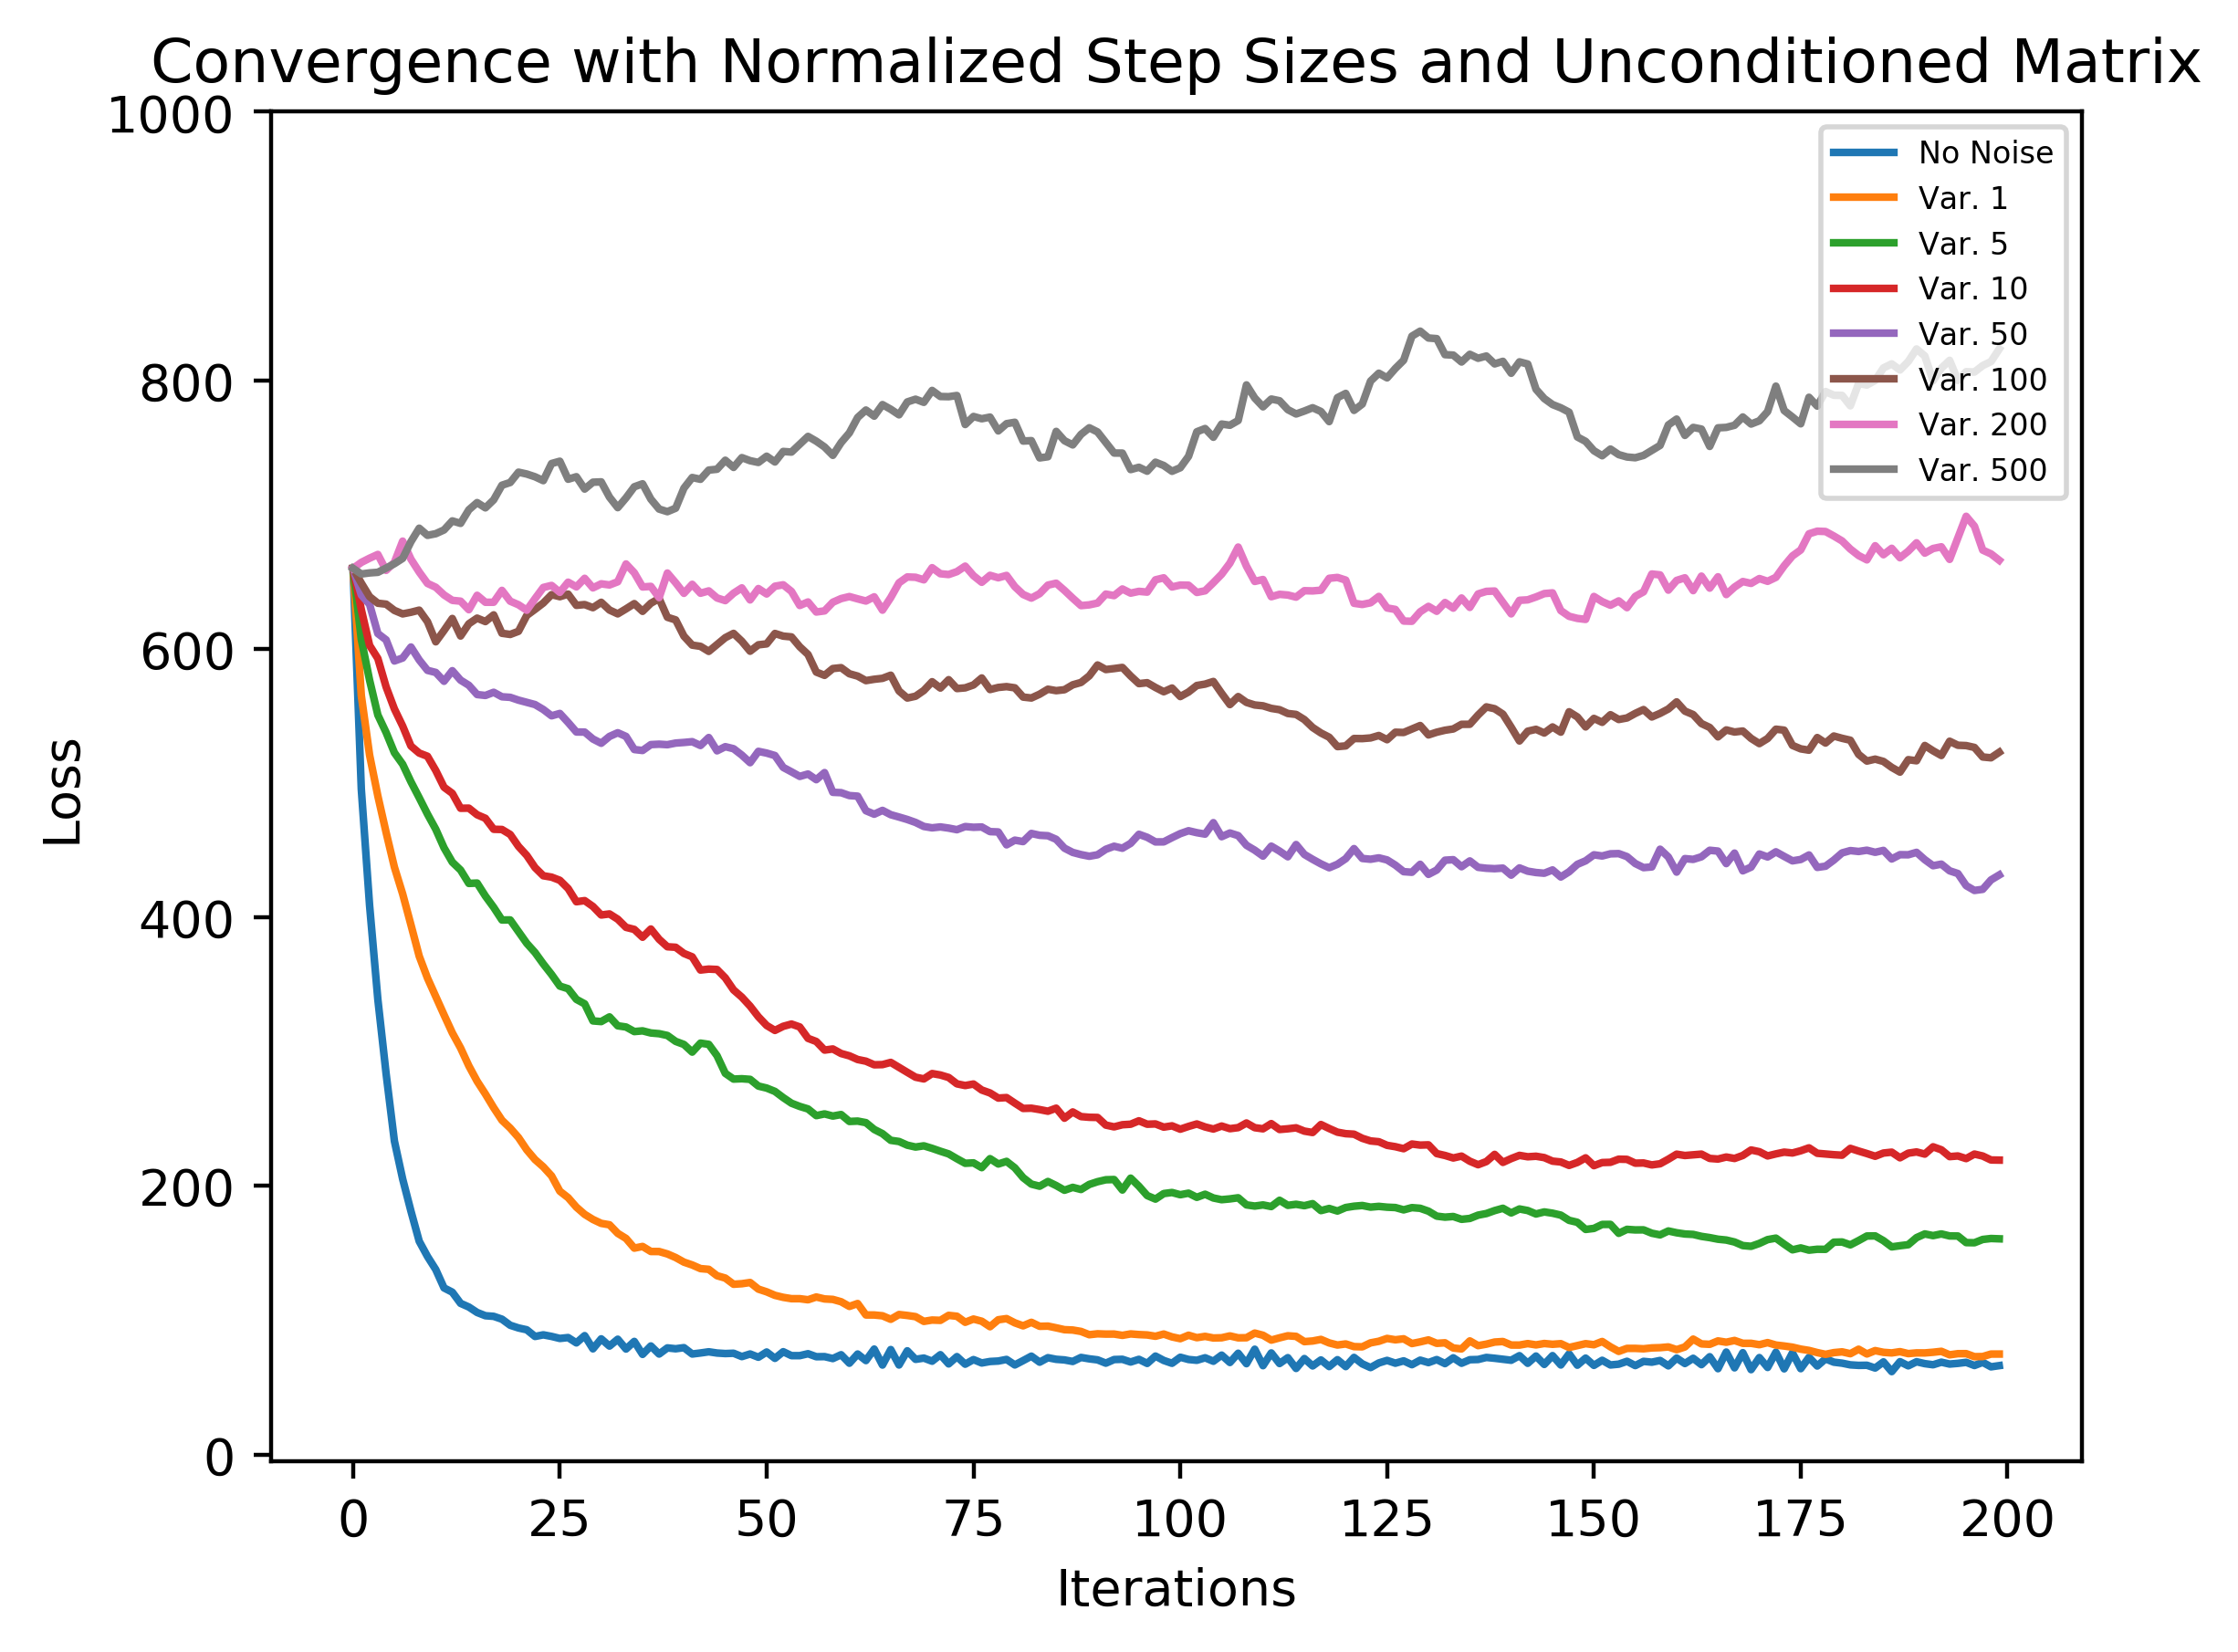 Convergence with Normalized Step Sizes and Unconditioned Matrix
1000
800
600
400
200
0
Loss
No Noise
Var. 1
Var. 5
Var. 10
Var. 50
Var. 100
Var. 200
Var. 500
0 25 50 75 100 125 150 175 200
Iterations